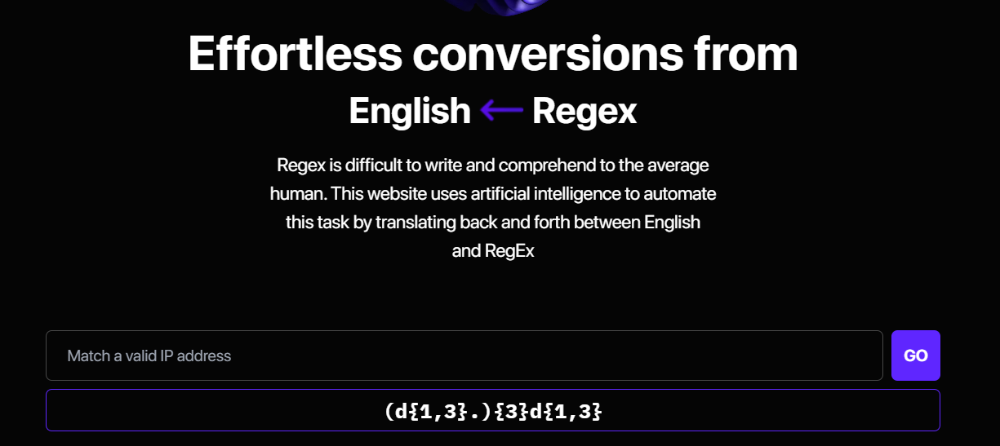 Effortless conversions from
English ← Regex
Regex is difficult to write and comprehend to the average
human. This website uses artificial intelligence to automate
this task by translating back and forth between English
and RegEx
Match a valid IP address
GO
(d{1,3}.){3}d{1,3}